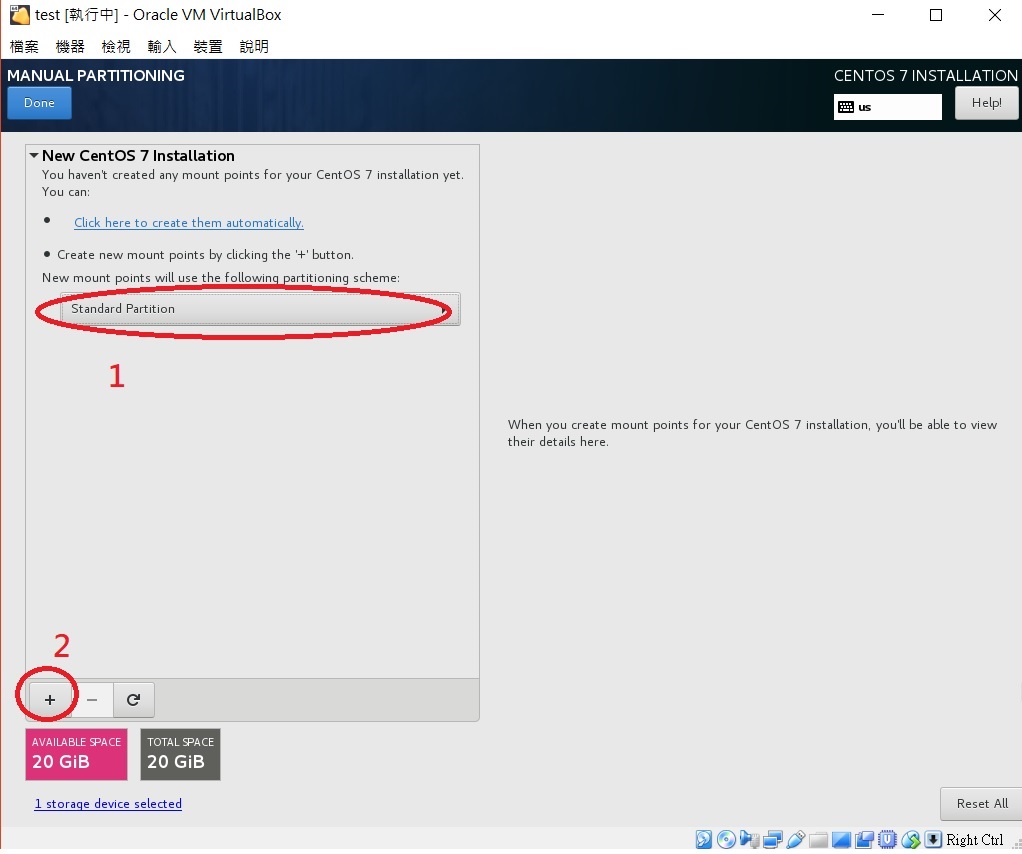 test [執行中] - Oracle VM VirtualBox
檔案 機器 檢視 輸入 裝置 說明
MANUAL PARTITIONING
CENTOS 7 INSTALLATION
Done
us
Help!
New CentOS 7 Installation
You haven't created any mount points for your CentOS 7 installation yet.
You can:
Click here to create them automatically.
Create new mount points by clicking the '+' button.
New mount points will use the following partitioning scheme:
Standard Partition
1
When you create mount points for your CentOS 7 installation, you'll be able to view
their details here.
2
+ −
AVAILABLE SPACE
20 GiB
TOTAL SPACE
20 GiB
1 storage device selected
Reset All
Right Ctrl